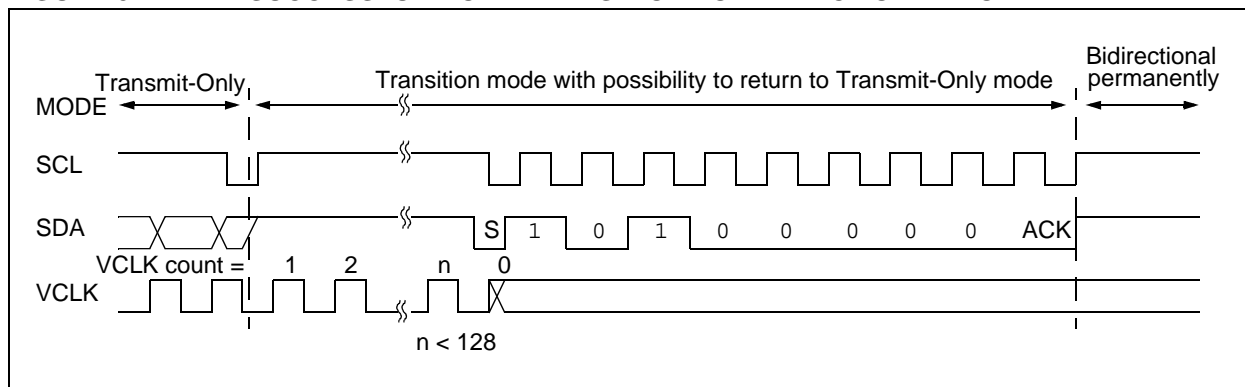 Transmit-Only
Transition mode with possibility to return to Transmit-Only mode
Bidirectional
permanently
MODE
SCL
SDA
S 1 0 1 0 0 0 0 0 ACK
VCLK count = 1 2 n 0
VCLK
n < 128